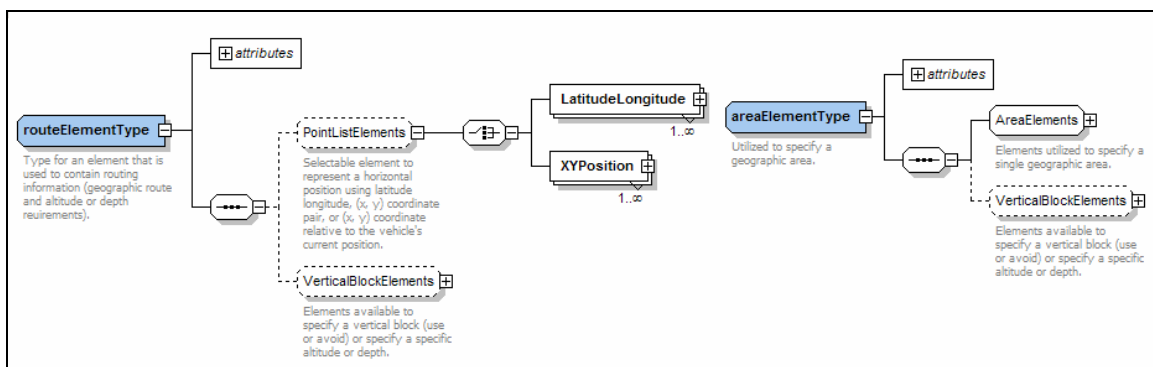 attributes
routeElementType
Type for an element that is
used to contain routing
information (geographic route
and altitude or depth
reuirements).
PointListElements
Selectable element to
represent a horizontal
position using latitude
longitude, (x, y) coordinate
pair, or (x, y) coordinate
relative to the vehicle's
current position.
VerticalBlockElements
Elements available to
specify a vertical block (use
or avoid) or specify a specific
altitude or depth.
LatitudeLongitude
1..∞
XYPosition
1..∞
attributes
areaElementType
Utilized to specify a
geographic area.
AreaElements
Elements utilized to specify a
single geographic area.
VerticalBlockElements
Elements available to
specify a vertical block (use
or avoid) or specify a specific
altitude or depth.